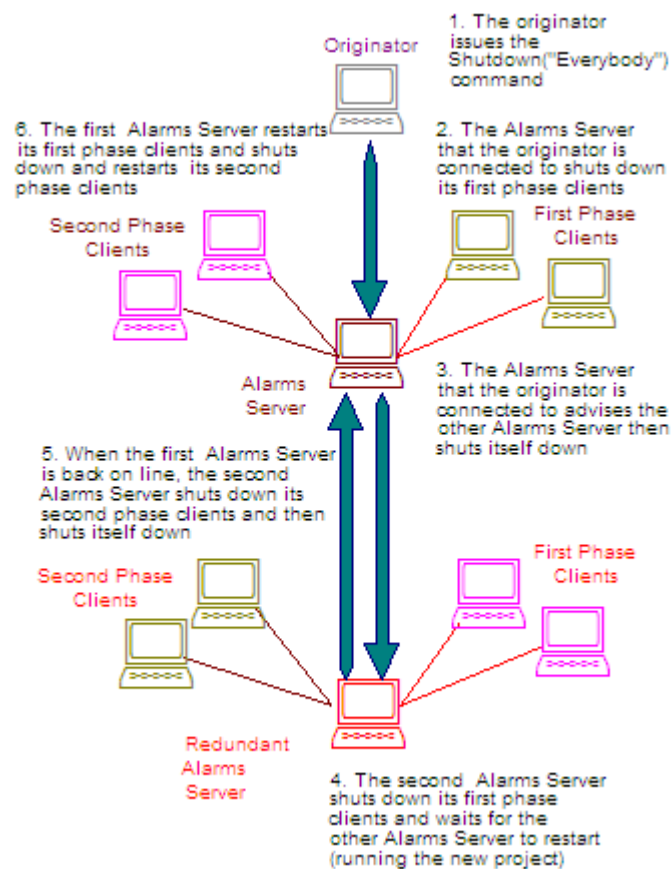 1. The originator
issues the
Shutdown("Everybody")
command
Originator
6. The first Alarms Server restarts
its first phase clients and shuts
down and restarts its second
phase clients
2. The Alarms Server
that the originator is
connected to shuts down
its first phase clients
Second Phase
Clients
First Phase
Clients
Alarms
Server
3. The Alarms Server
that the originator is
connected to advises the
other Alarms Server then
shuts itself down
5. When the first Alarms Server
is back on line, the second
Alarms Server shuts down its
second phase clients and then
shuts itself down
Second Phase
Clients
First Phase
Clients
Redundant
Alarms
Server
4. The second Alarms Server
shuts down its first phase
clients and waits for the
other Alarms Server to restart
(running the new project)